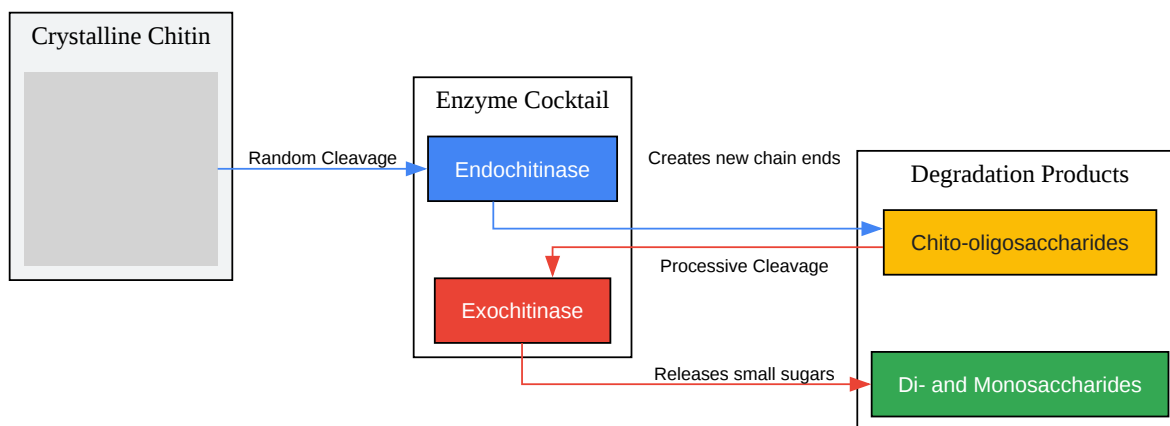 Crystalline Chitin
Enzyme Cocktail
Random Cleavage
Endochitinase
Creates new chain ends
Degradation Products
Chito-oligosaccharides
Processive Cleavage
Exochitinase
Releases small sugars
Di- and Monosaccharides